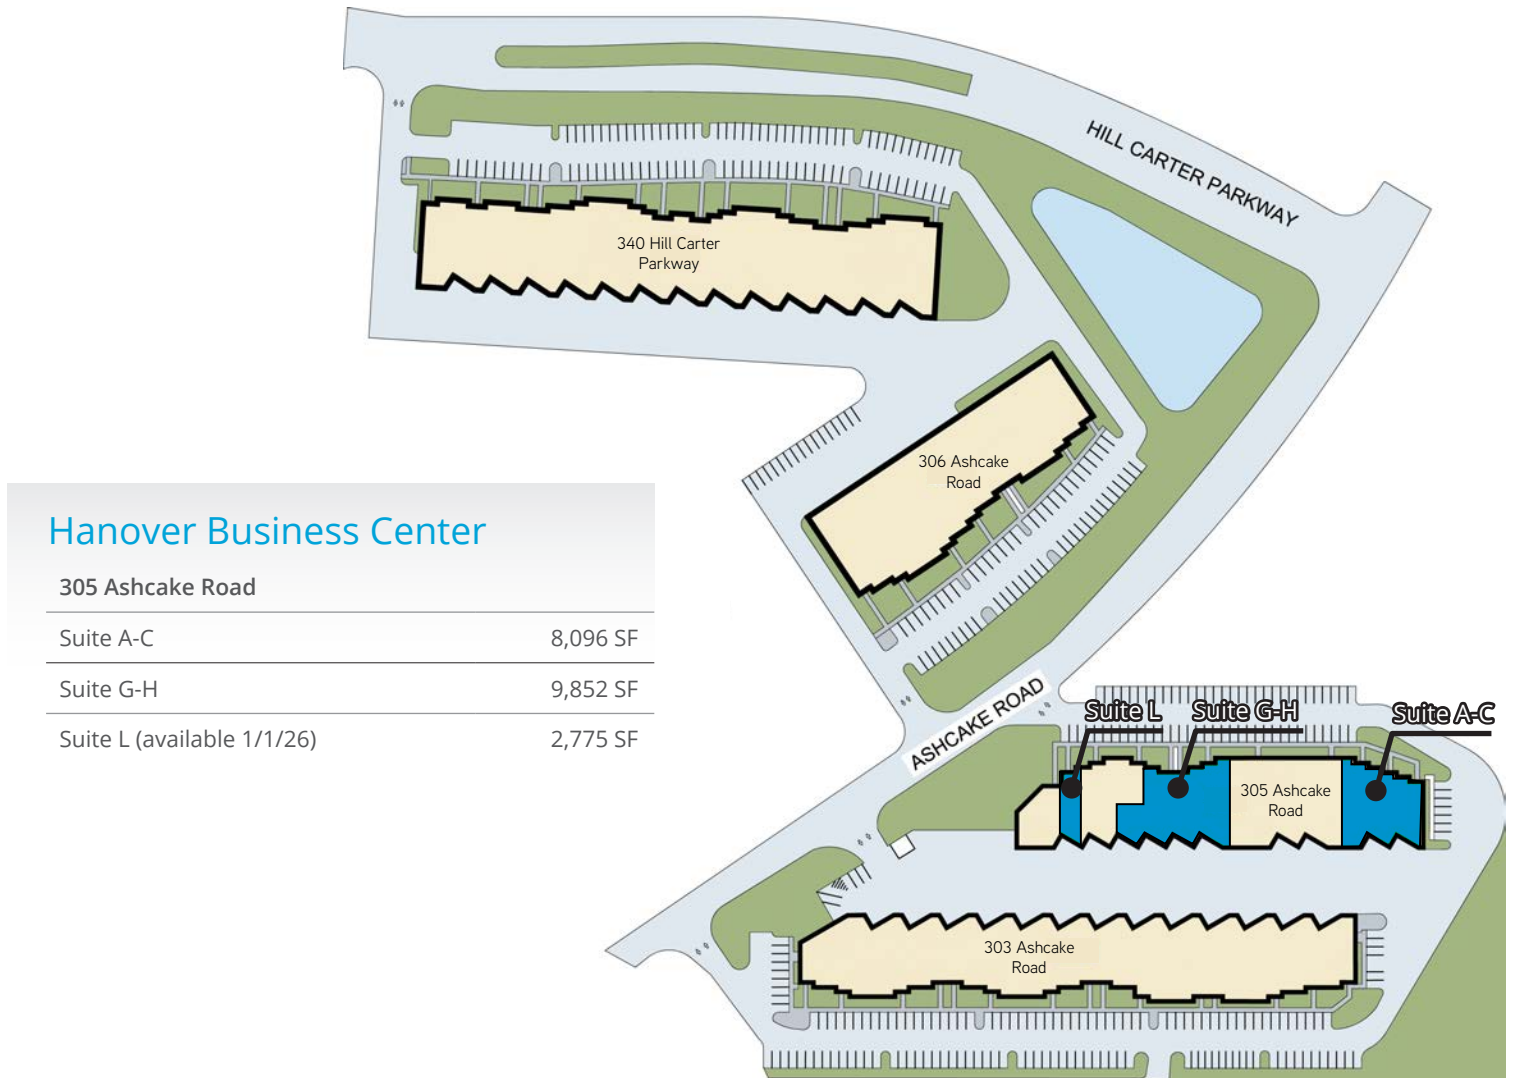 HILL CARTER PARKWAY
340 Hill Carter
Parkway
306 Ashcake
Road
Hanover Business Center
305 Ashcake Road
Suite A-C 8,096 SF
Suite G-H 9,852 SF
Suite L (available 1/1/26) 2,775 SF
ASHCAKE ROAD
Suite L
Suite G-H
Suite A-C
305 Ashcake
Road
303 Ashcake
Road